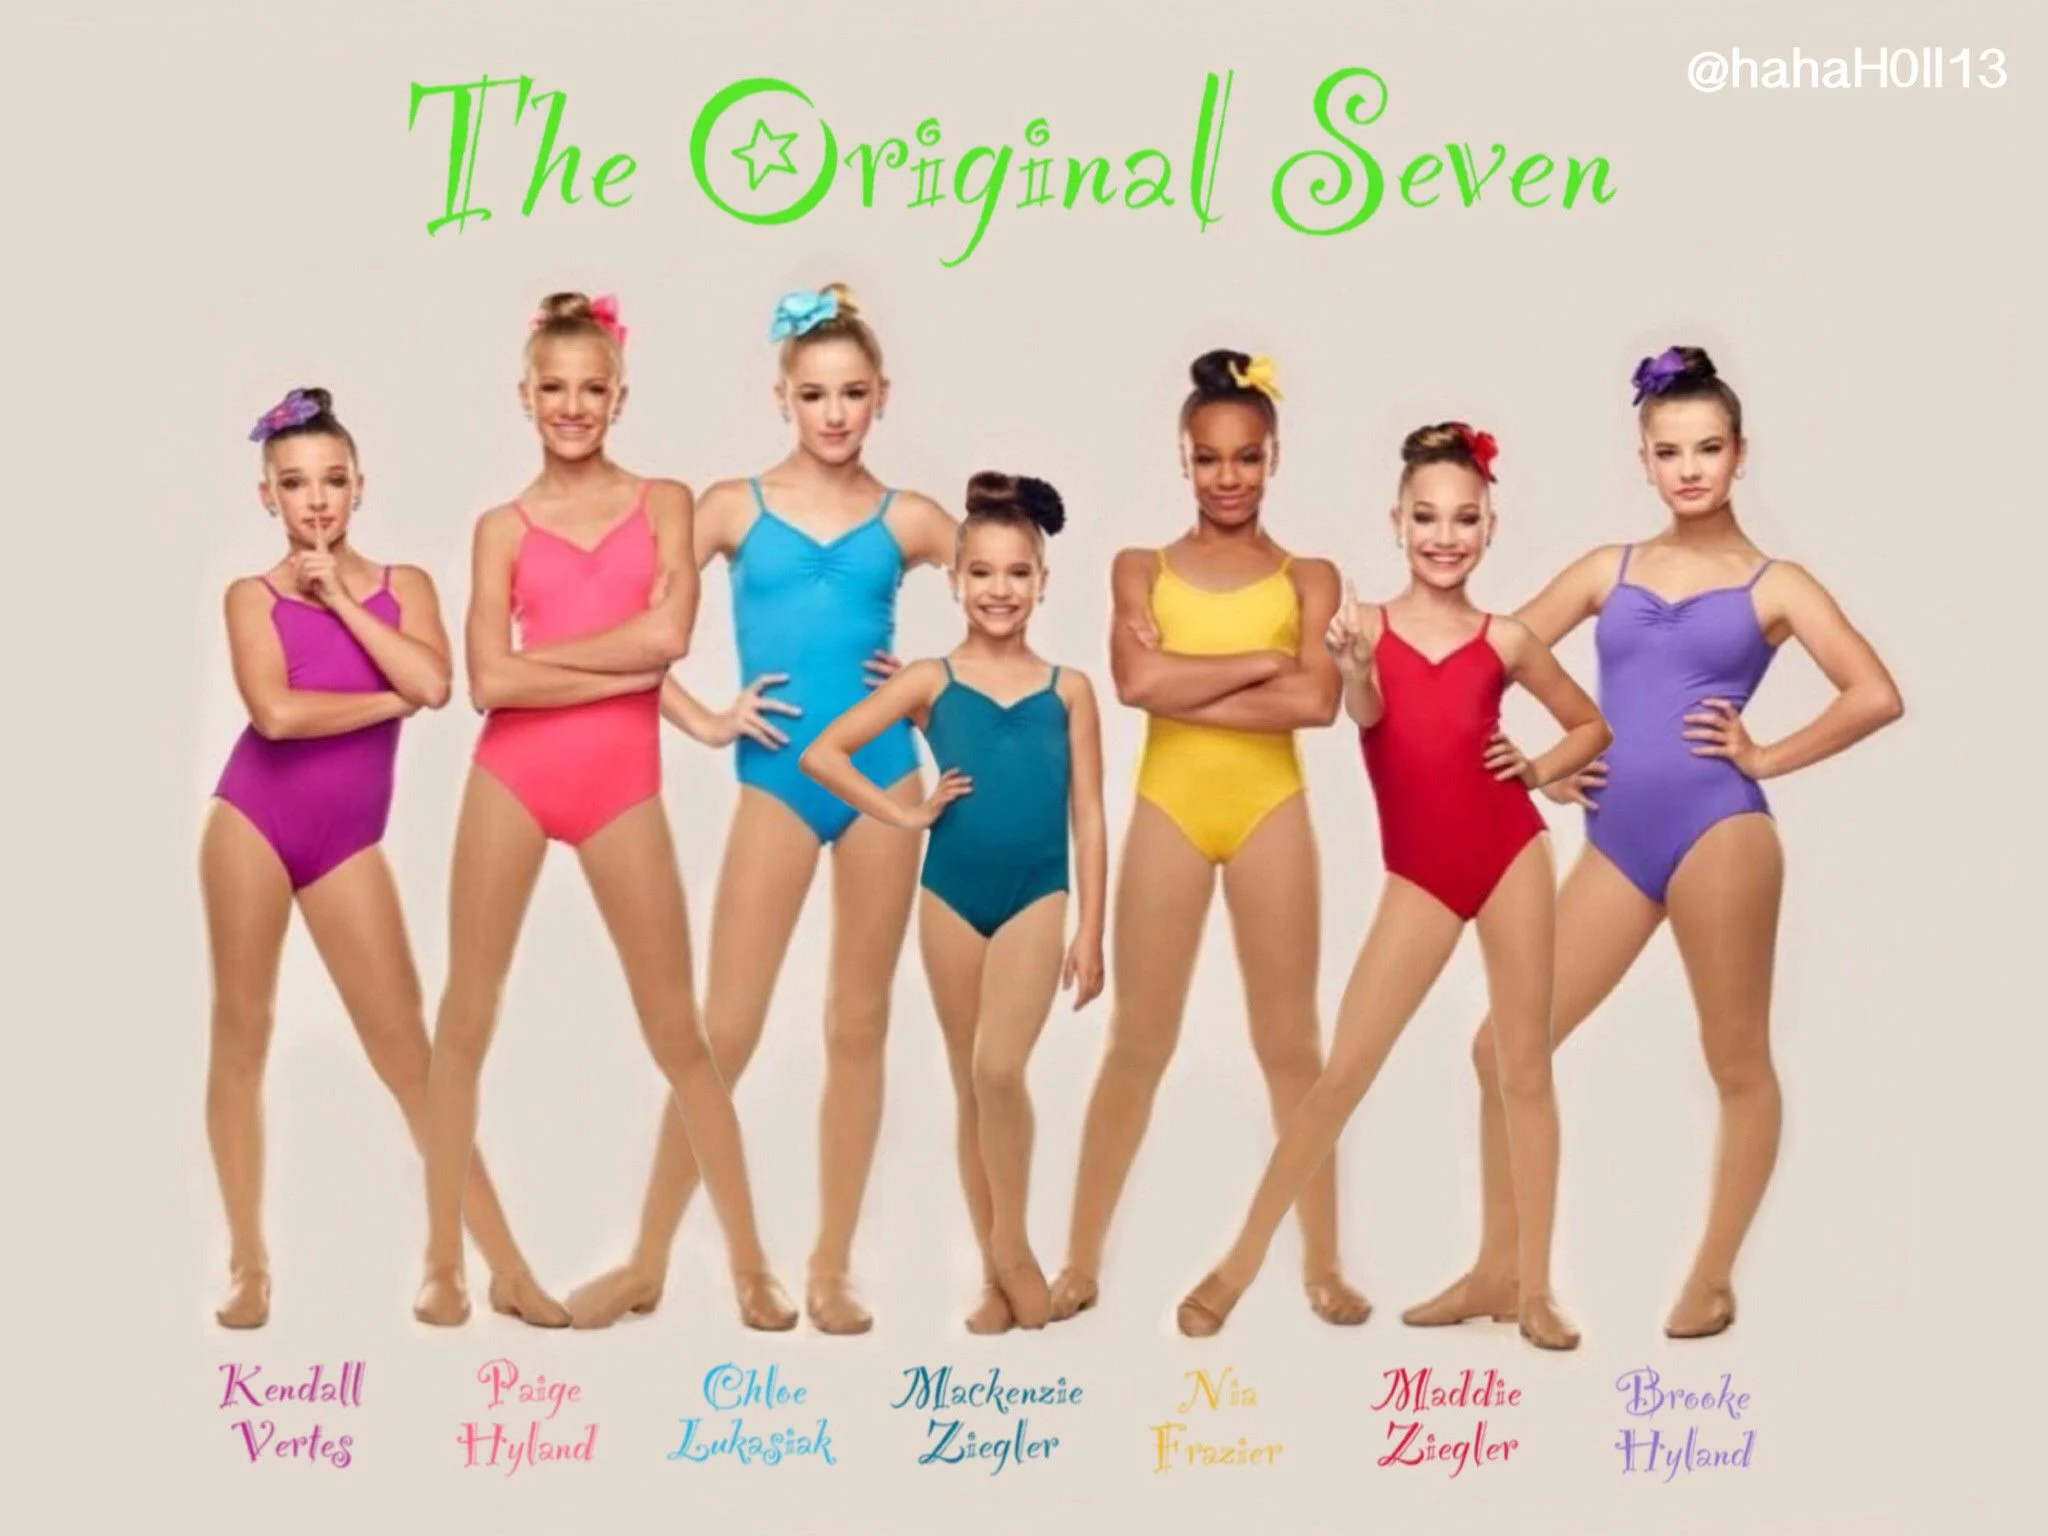 @hahaH0ll13
The Original Seven
Kendall Vertes
Paige Hyland
Chloe Lukasiak
Mackenzie Ziegler
Nia Frazier
Maddie Ziegler
Brooke Hyland